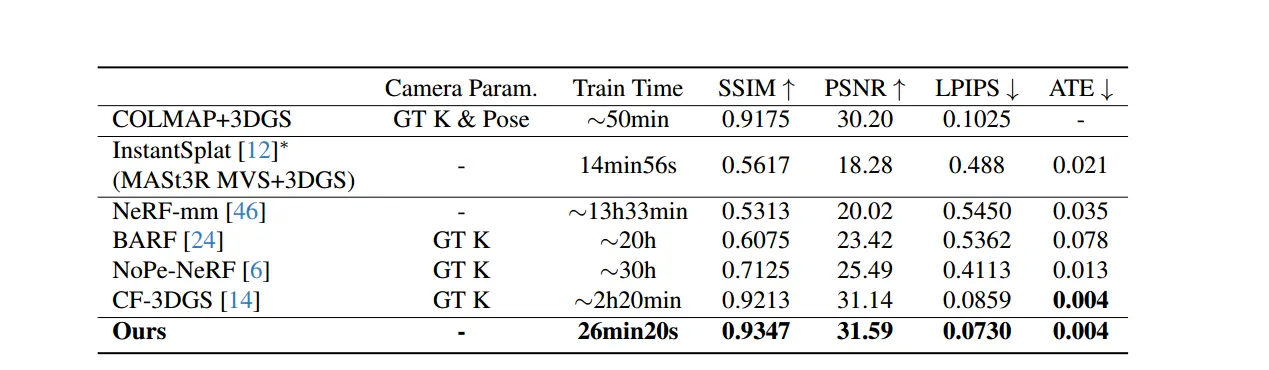 Camera Param. Train Time SSIM ↑ PSNR ↑ LPIPS ↓ ATE ↓
COLMAP+3DGS GT K & Pose ∼50min 0.9175 30.20 0.1025 -
InstantSplat [12]*
(MASt3R MVS+3DGS) - 14min56s 0.5617 18.28 0.488 0.021
NeRF-mm [46] - ∼13h33min 0.5313 20.02 0.5450 0.035
BARF [24] GT K ∼20h 0.6075 23.42 0.5362 0.078
NoPe-NeRF [6] GT K ∼30h 0.7125 25.49 0.4113 0.013
CF-3DGS [14] GT K ∼2h20min 0.9213 31.14 0.0859 0.004
Ours - 26min20s 0.9347 31.59 0.0730 0.004